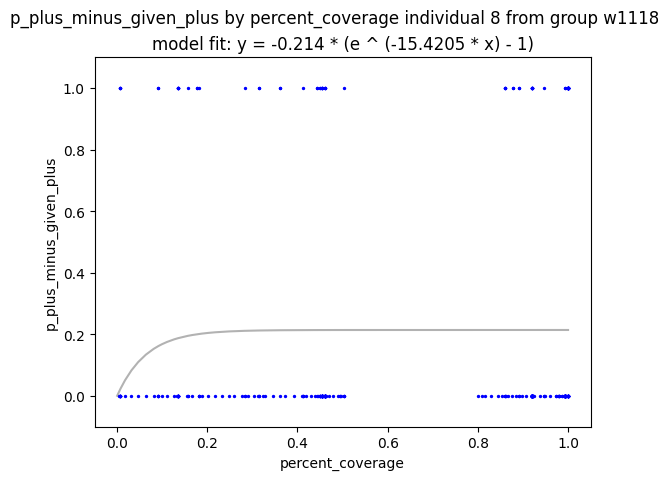 p_plus_minus_given_plus by percent_coverage individual 8 from group w1118
model fit: y = -0.214 * (e ^ (-15.4205 * x) - 1)
1.0
0.8
0.6
0.4
0.2
0.0
p_plus_minus_given_plus
0.0 0.2 0.4 0.6 0.8 1.0
percent_coverage